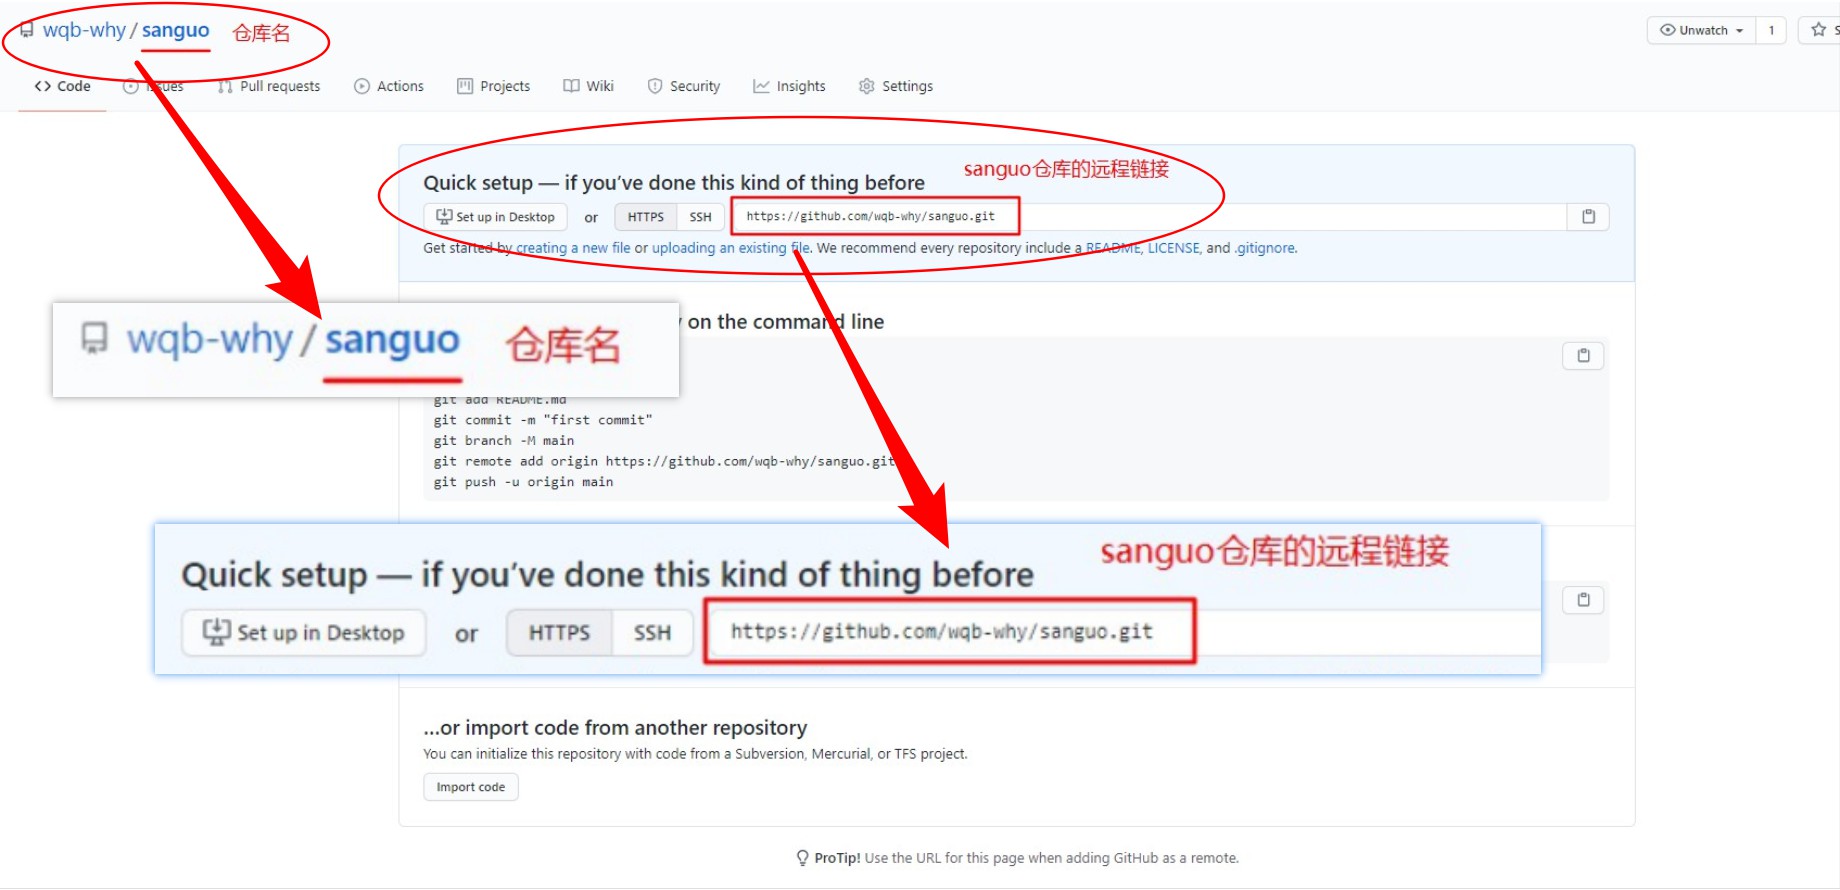 wqb-why / sanguo 仓库名
Unwatch 1
Code Issues Pull requests Actions Projects Wiki Security Insights Settings
sanguo仓库的远程链接
Quick setup — if you've done this kind of thing before
Set up in Desktop or HTTPS SSH https://github.com/wqb-why/sanguo.git
Get started by creating a new file or uploading an existing file. We recommend every repository include a README, LICENSE, and .gitignore.
on the command line
wqb-why / sanguo 仓库名
git add README.md
git commit -m "first commit"
git branch -M main
git remote add origin https://github.com/wqb-why/sanguo.git
git push -u origin main
sanguo仓库的远程链接
Quick setup — if you've done this kind of thing before
Set up in Desktop or HTTPS SSH https://github.com/wqb-why/sanguo.git
...or import code from another repository
You can initialize this repository with code from a Subversion, Mercurial, or TFS project.
Import code
ProTip! Use the URL for this page when adding GitHub as a remote.